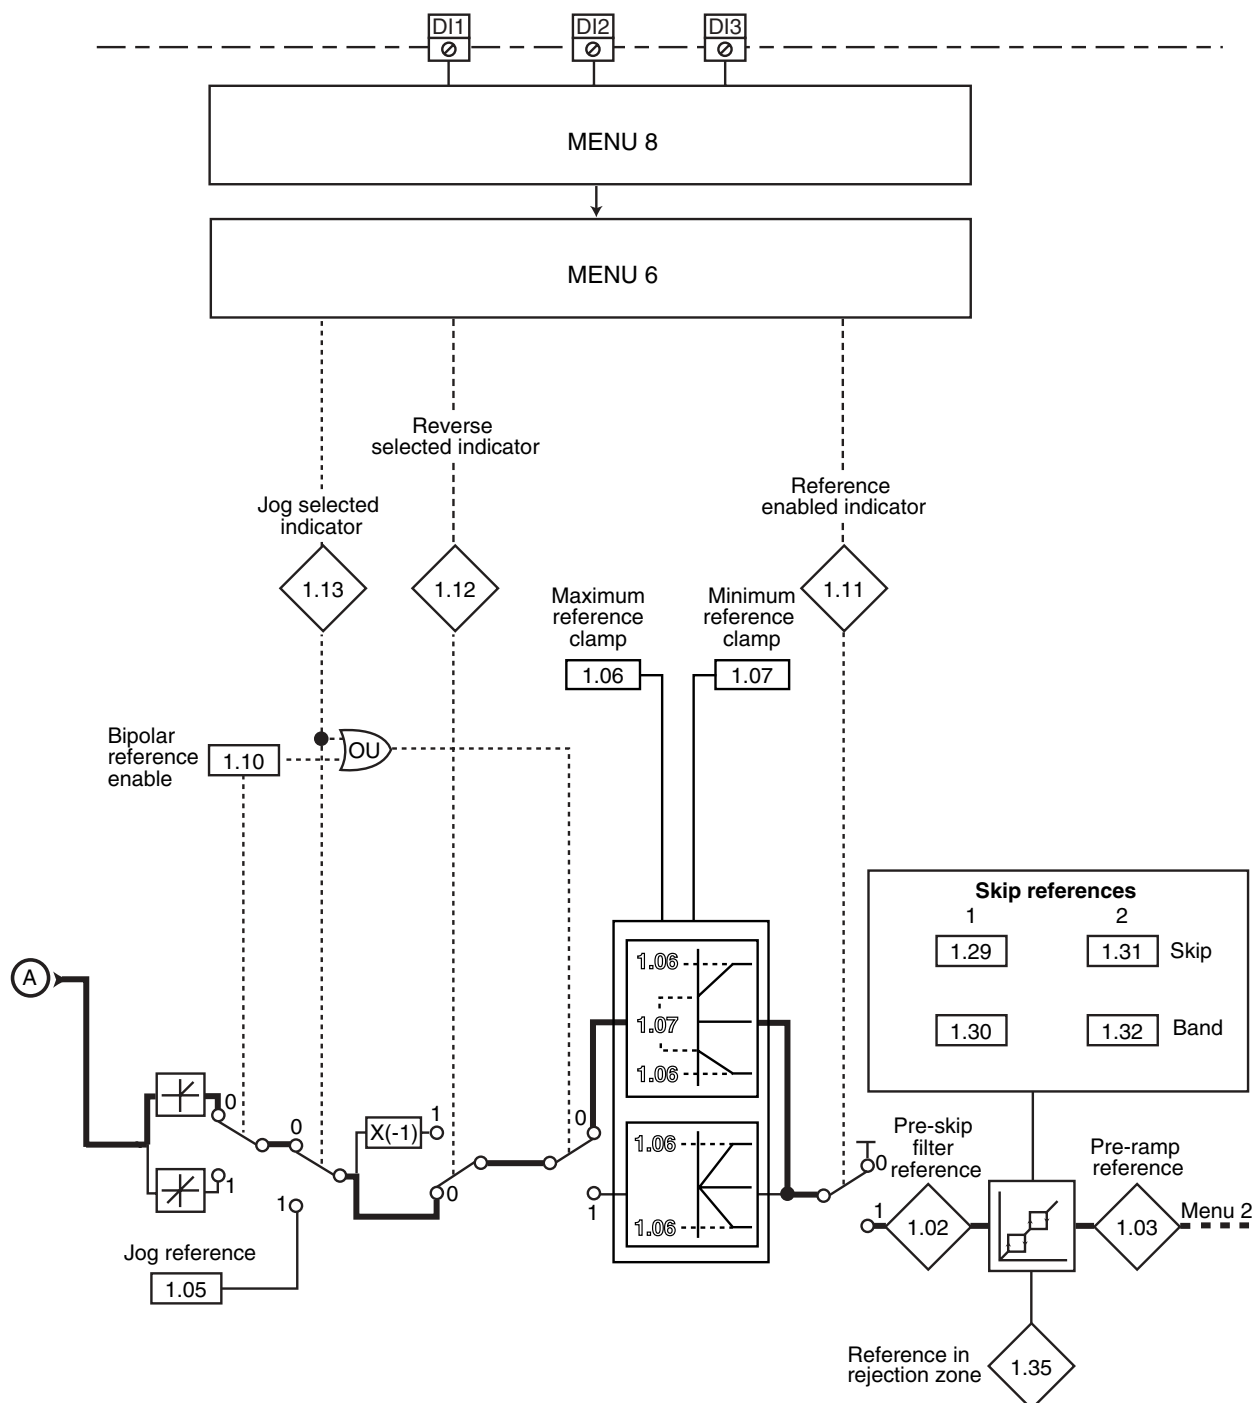 DI1 DI2 DI3
MENU 8
MENU 6
Reverse
selected indicator
Jog selected
indicator
Reference
enabled indicator
1.13
1.12
1.11
Maximum
reference
clamp
1.06
Minimum
reference
clamp
1.07
Bipolar
reference
enable
1.10
OU
Skip references
1 2
1.29 1.31 Skip
1.30 1.32 Band
A
1.06
1.07
1.06
0
0
1
1
X(-1)
1
0
0
1
1.06
1.06
Jog reference
1.05
0
1
Pre-skip
filter
reference
1.02
Pre-ramp
reference
1.03
Menu 2
Reference in
rejection zone
1.35